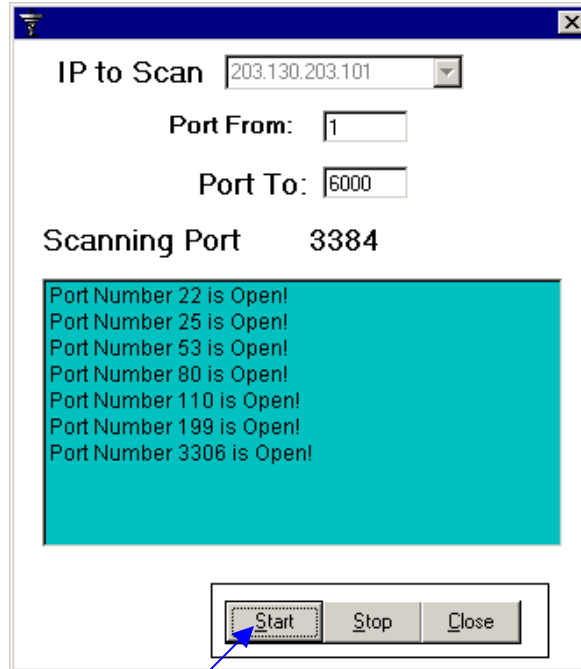 IP to Scan 203.130.203.101
Port From: 1
Port To: 6000
Scanning Port 3384
Port Number 22 is Open!
Port Number 25 is Open!
Port Number 53 is Open!
Port Number 80 is Open!
Port Number 110 is Open!
Port Number 199 is Open!
Port Number 3306 is Open!
Start Stop Close